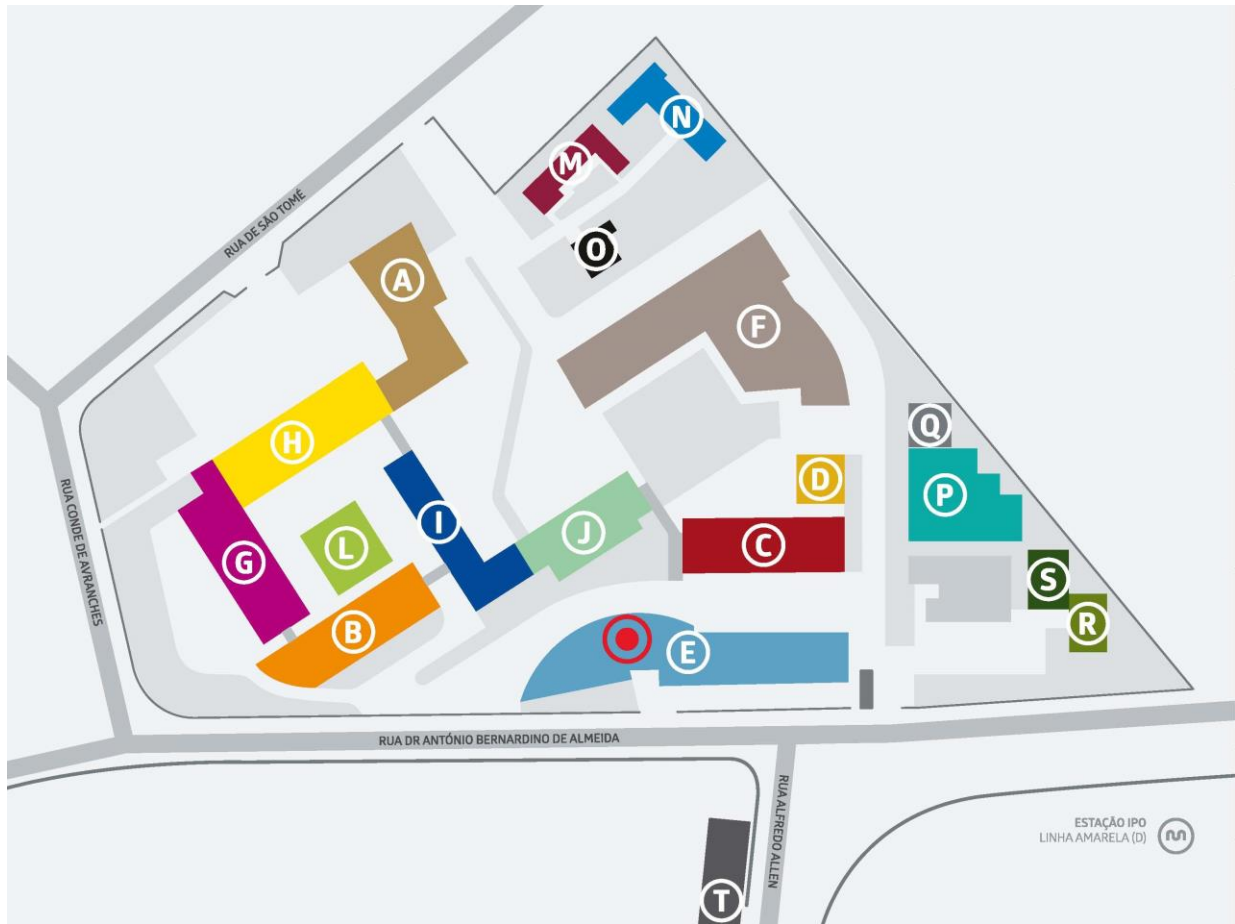 N
M
RUA DE SÃO TOMÉ
O
A
F
Q
H
D
P
RUA CONDE DE AVRANCHES
I
J
C
L
G
S
R
B
E
RUA DR ANTÓNIO BERNARDINO DE ALMEIDA
RUA ALFREDO ALLEN
ESTAÇÃO IPO
LINHA AMARELA (D)
T